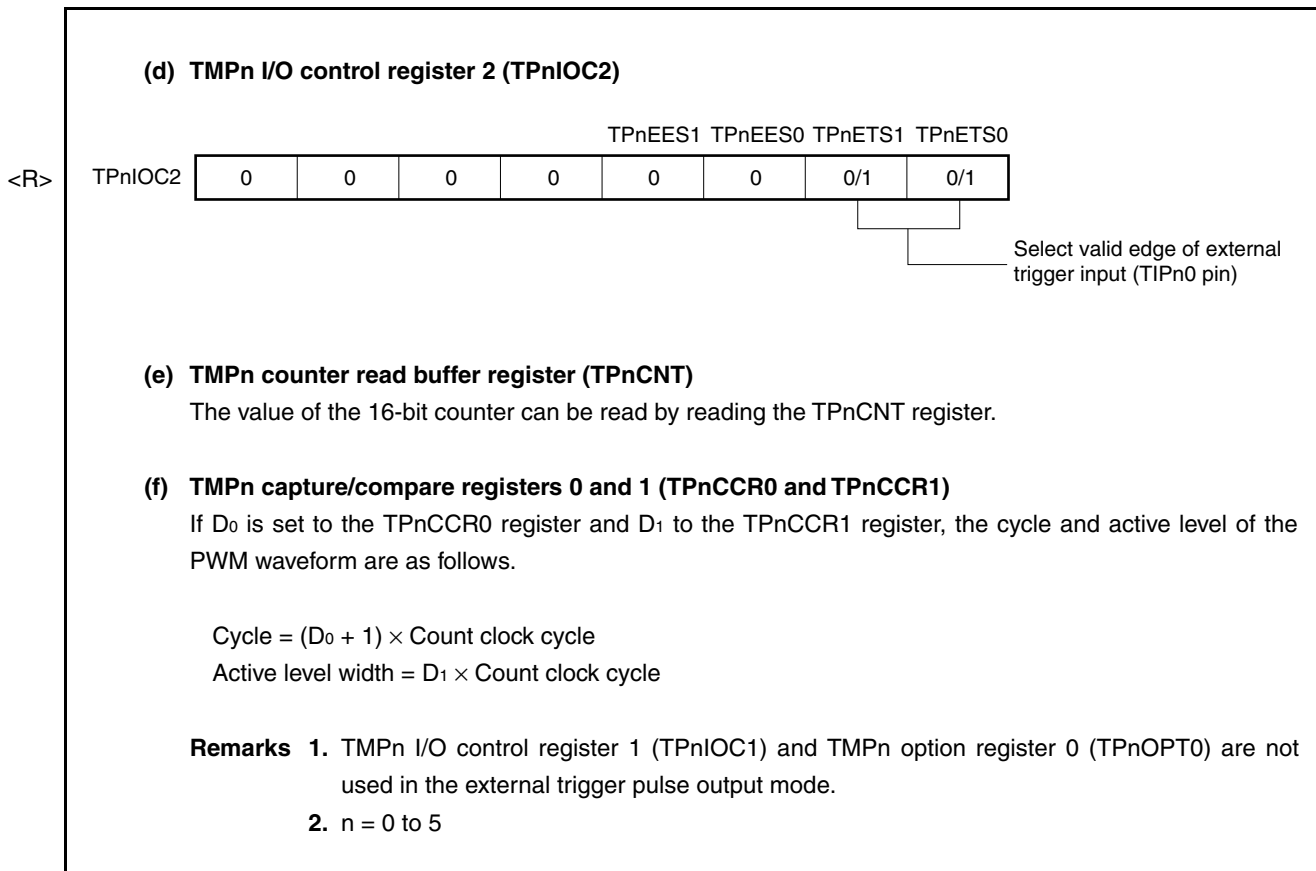 (d) TMPn I/O control register 2 (TPnIOC2)
TPnEES1 TPnEES0 TPnETS1 TPnETS0
<R> TPnIOC2 0 0 0 0 0 0 0/1 0/1
Select valid edge of external
trigger input (TIPn0 pin)
(e) TMPn counter read buffer register (TPnCNT)
The value of the 16-bit counter can be read by reading the TPnCNT register.
(f) TMPn capture/compare registers 0 and 1 (TPnCCR0 and TPnCCR1)
If D0 is set to the TPnCCR0 register and D1 to the TPnCCR1 register, the cycle and active level of the
PWM waveform are as follows.
Cycle = (D0 + 1) × Count clock cycle
Active level width = D1 × Count clock cycle
Remarks 1. TMPn I/O control register 1 (TPnIOC1) and TMPn option register 0 (TPnOPT0) are not
used in the external trigger pulse output mode.
2. n = 0 to 5